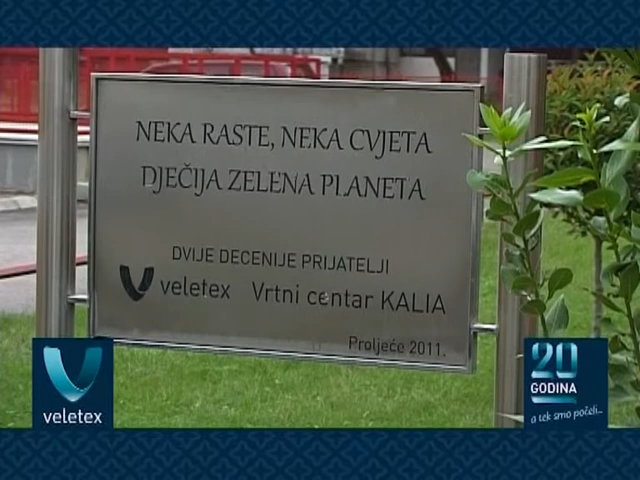 NEKA RASTE, NEKA CVJETA
DJEČIJA ZELENA PLANETA
DVIJE DECENIJE PRIJATELJI
veletex Vrtni centar KALIA
Proljeće 2011.
veletex
20
GODINA
a tek smo počeli...